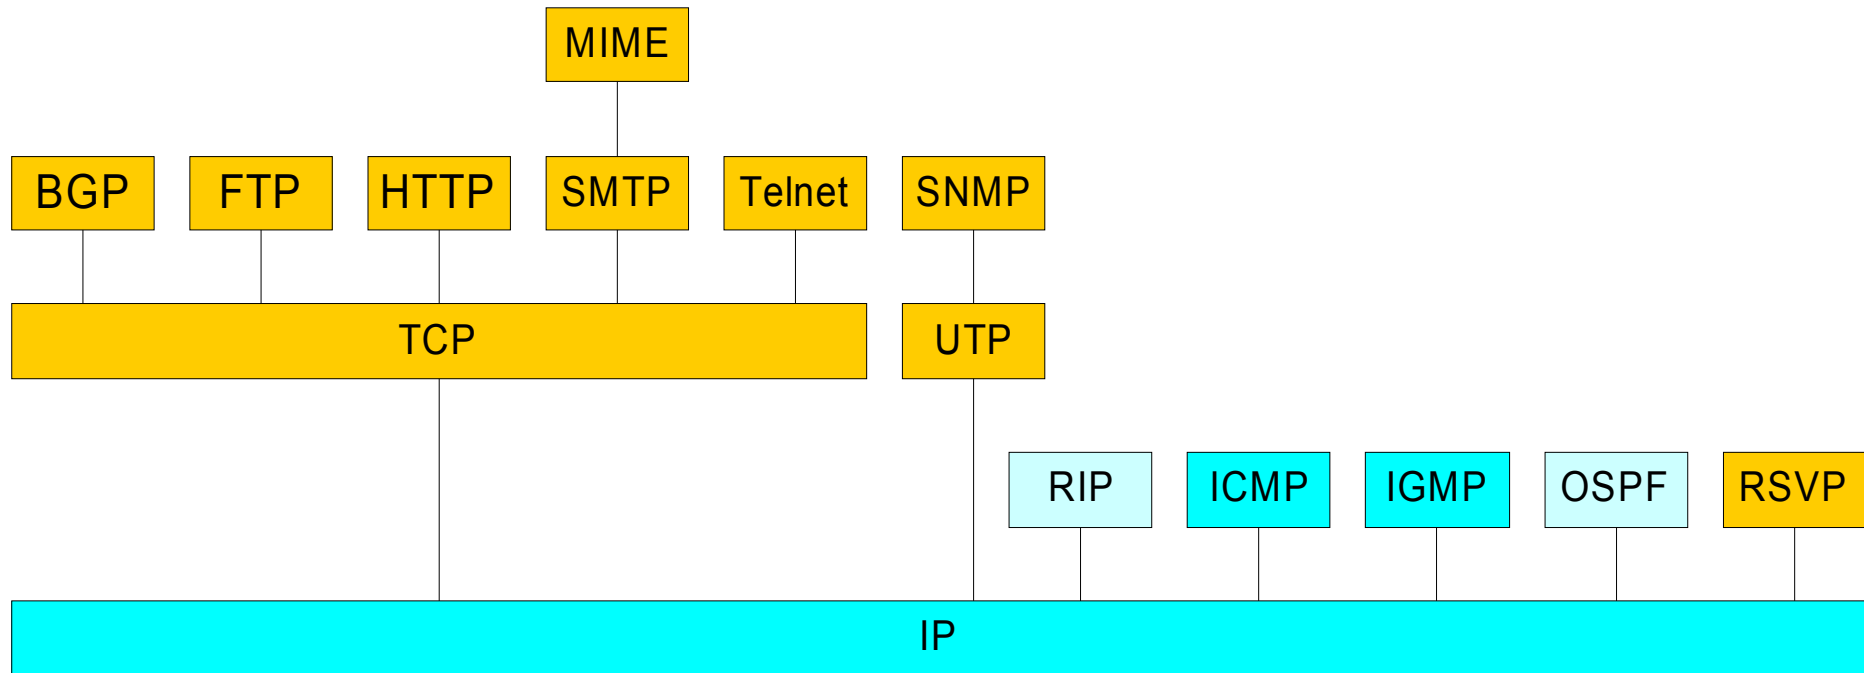 MIME
BGP FTP HTTP SMTP Telnet SNMP
TCP UTP
RIP ICMP IGMP OSPF RSVP
IP